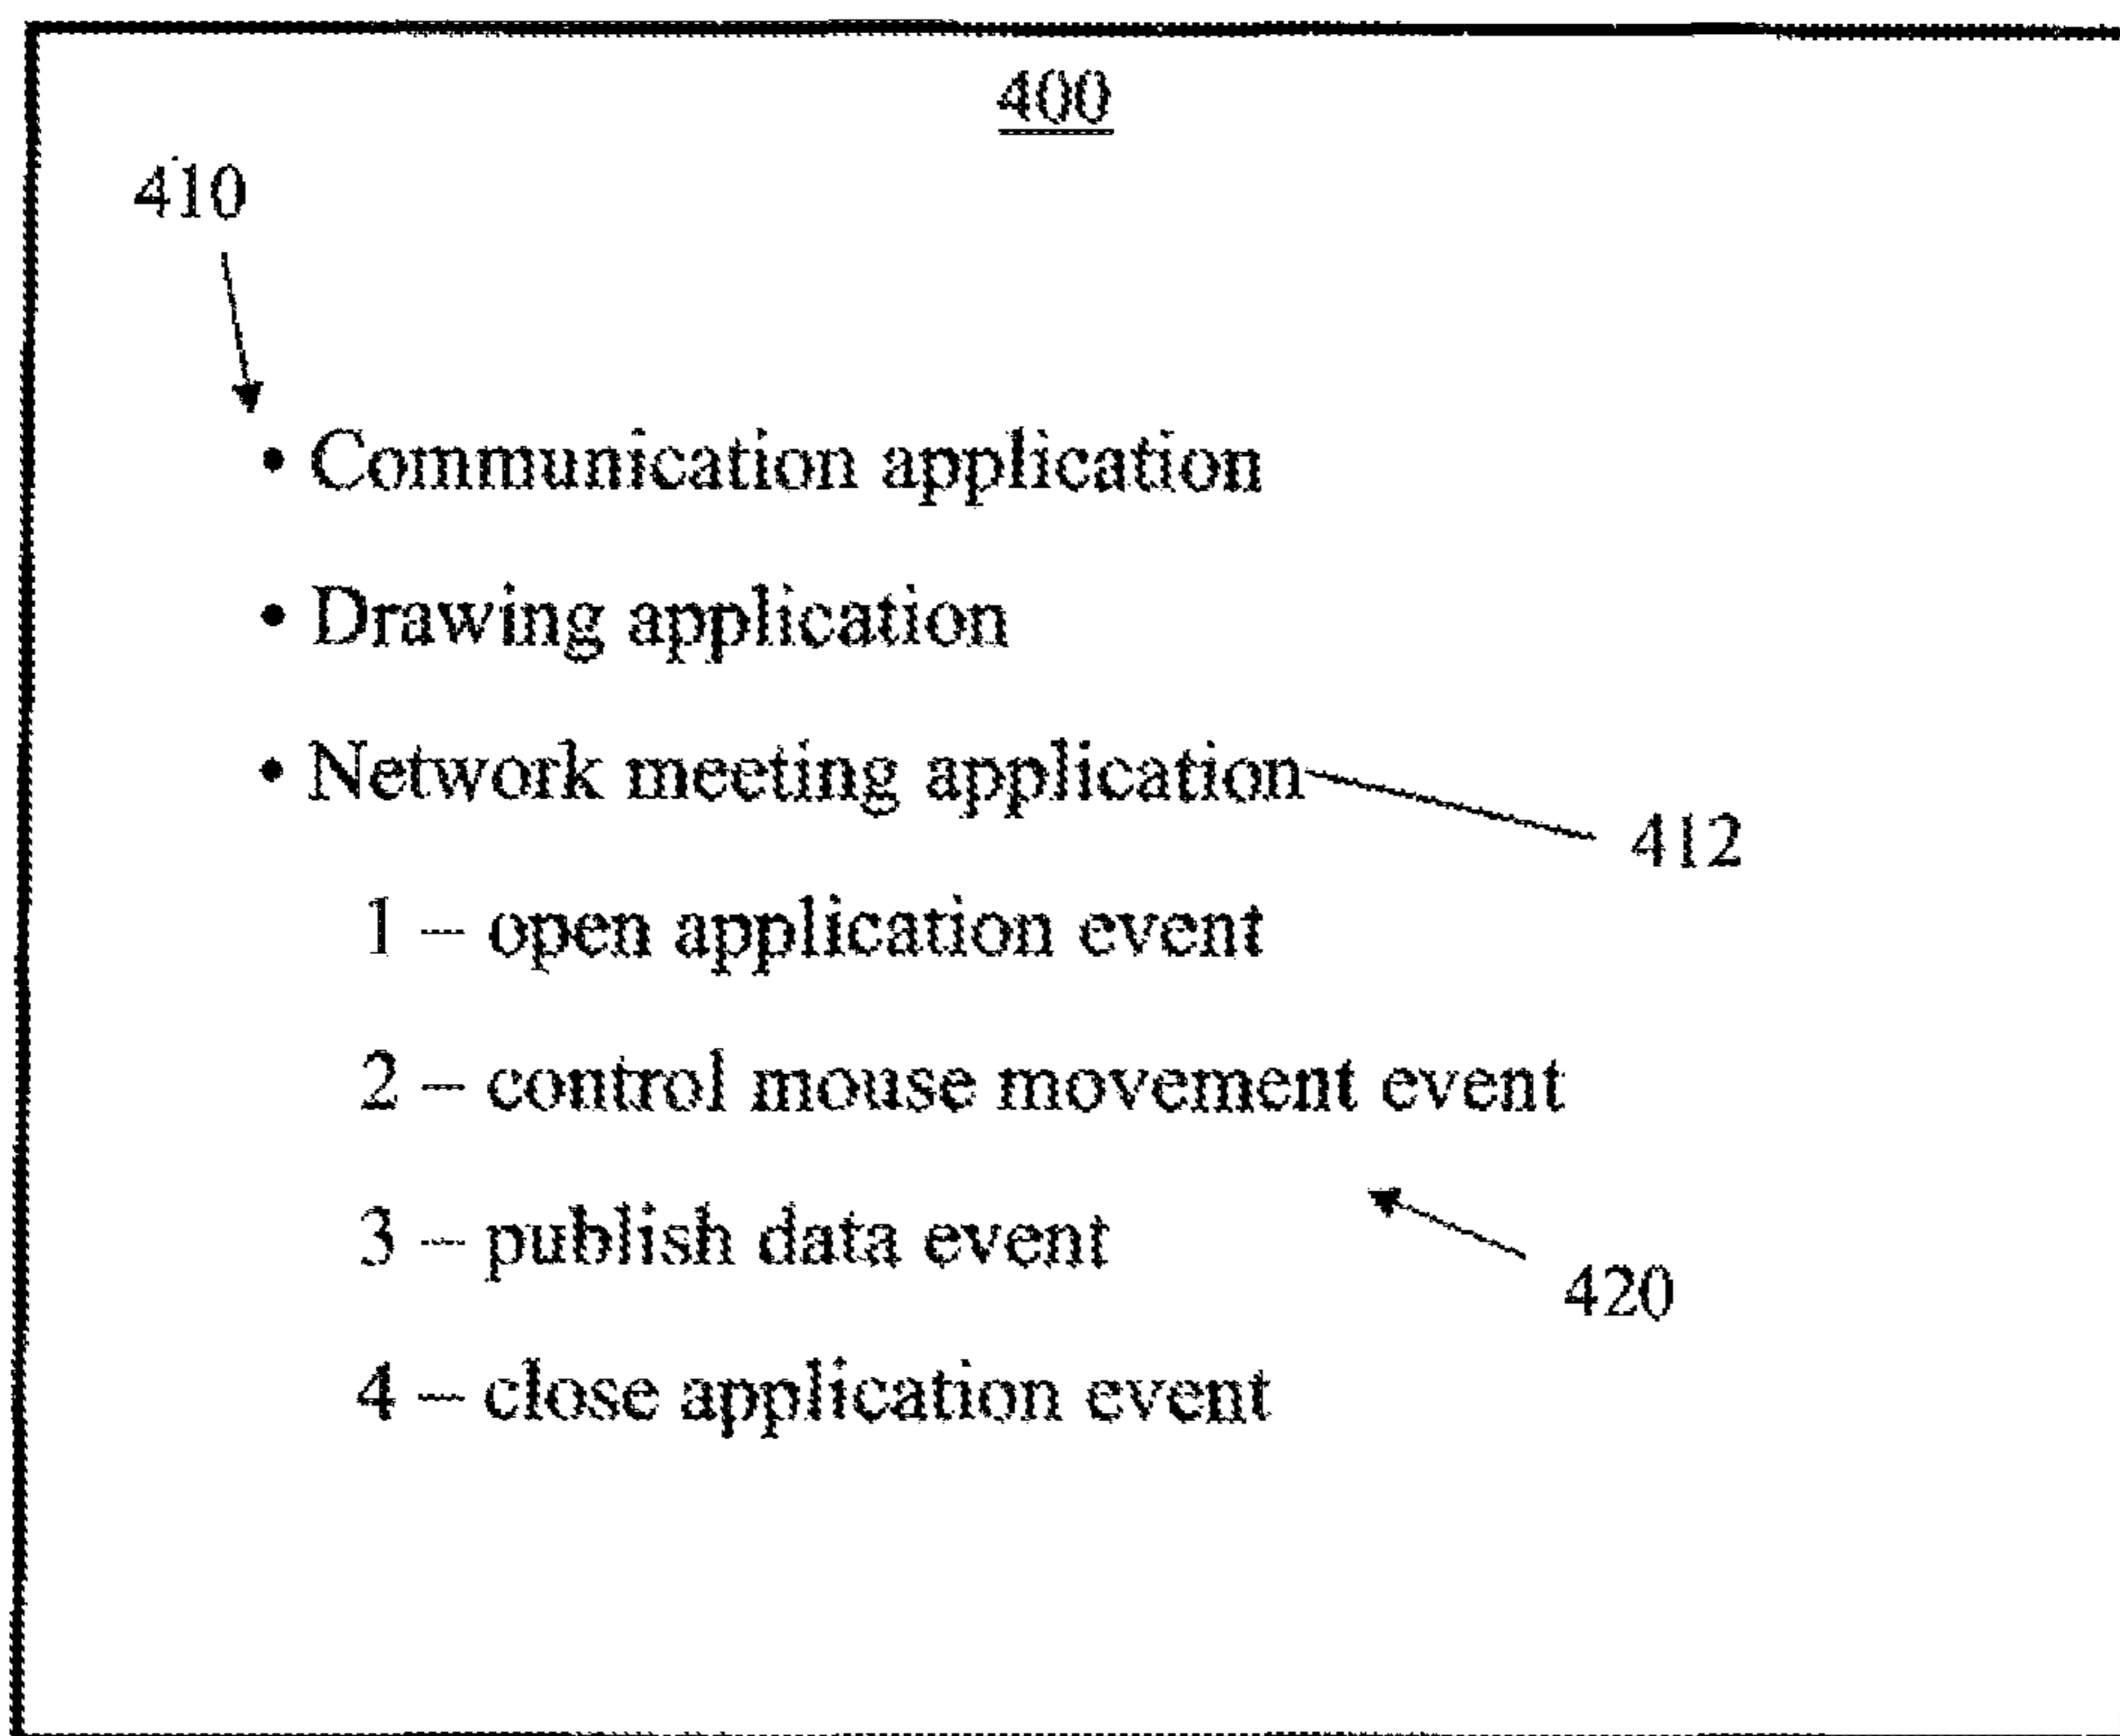 400
410
• Communication application
• Drawing application
• Network meeting application
412
1 – open application event
2 – control mouse movement event
3 – publish data event
420
4 – close application event